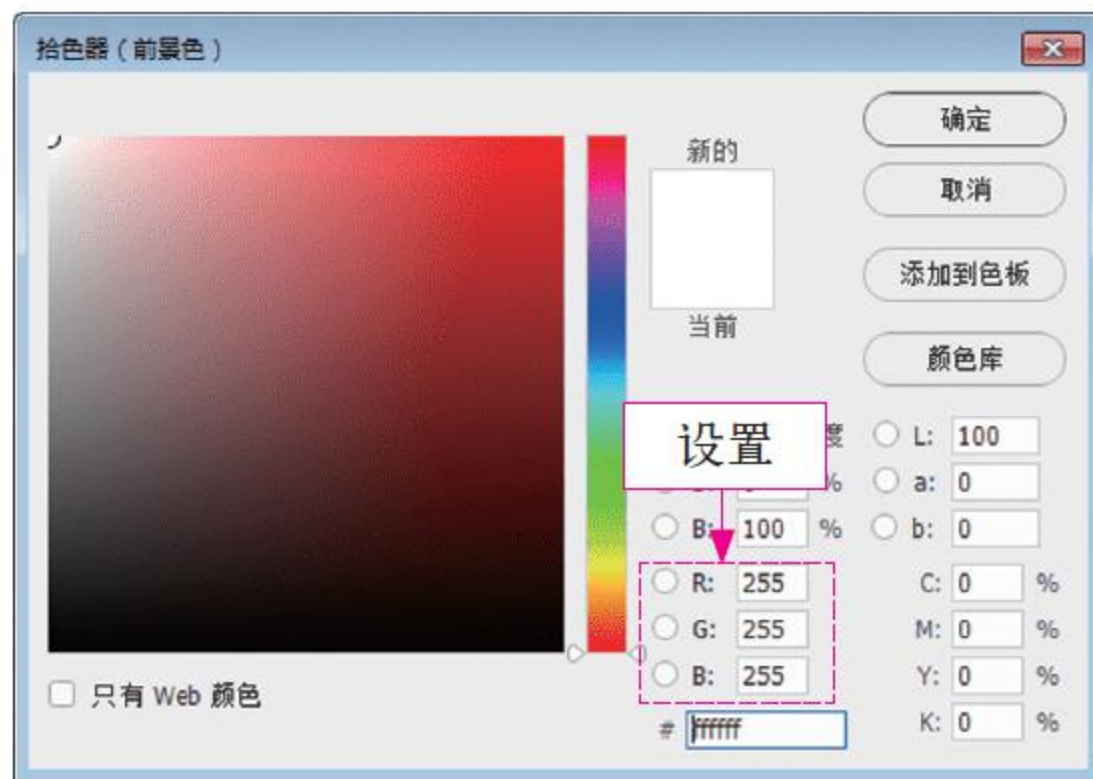 拾色器（前景色）
确定
新的
取消
添加到色板
当前
颜色库
设置
度
L: 100
%
a: 0
B: 100 %
b: 0
R: 255
C: 0 %
G: 255
M: 0 %
B: 255
Y: 0 %
只有 Web 颜色
# ffffff
K: 0 %